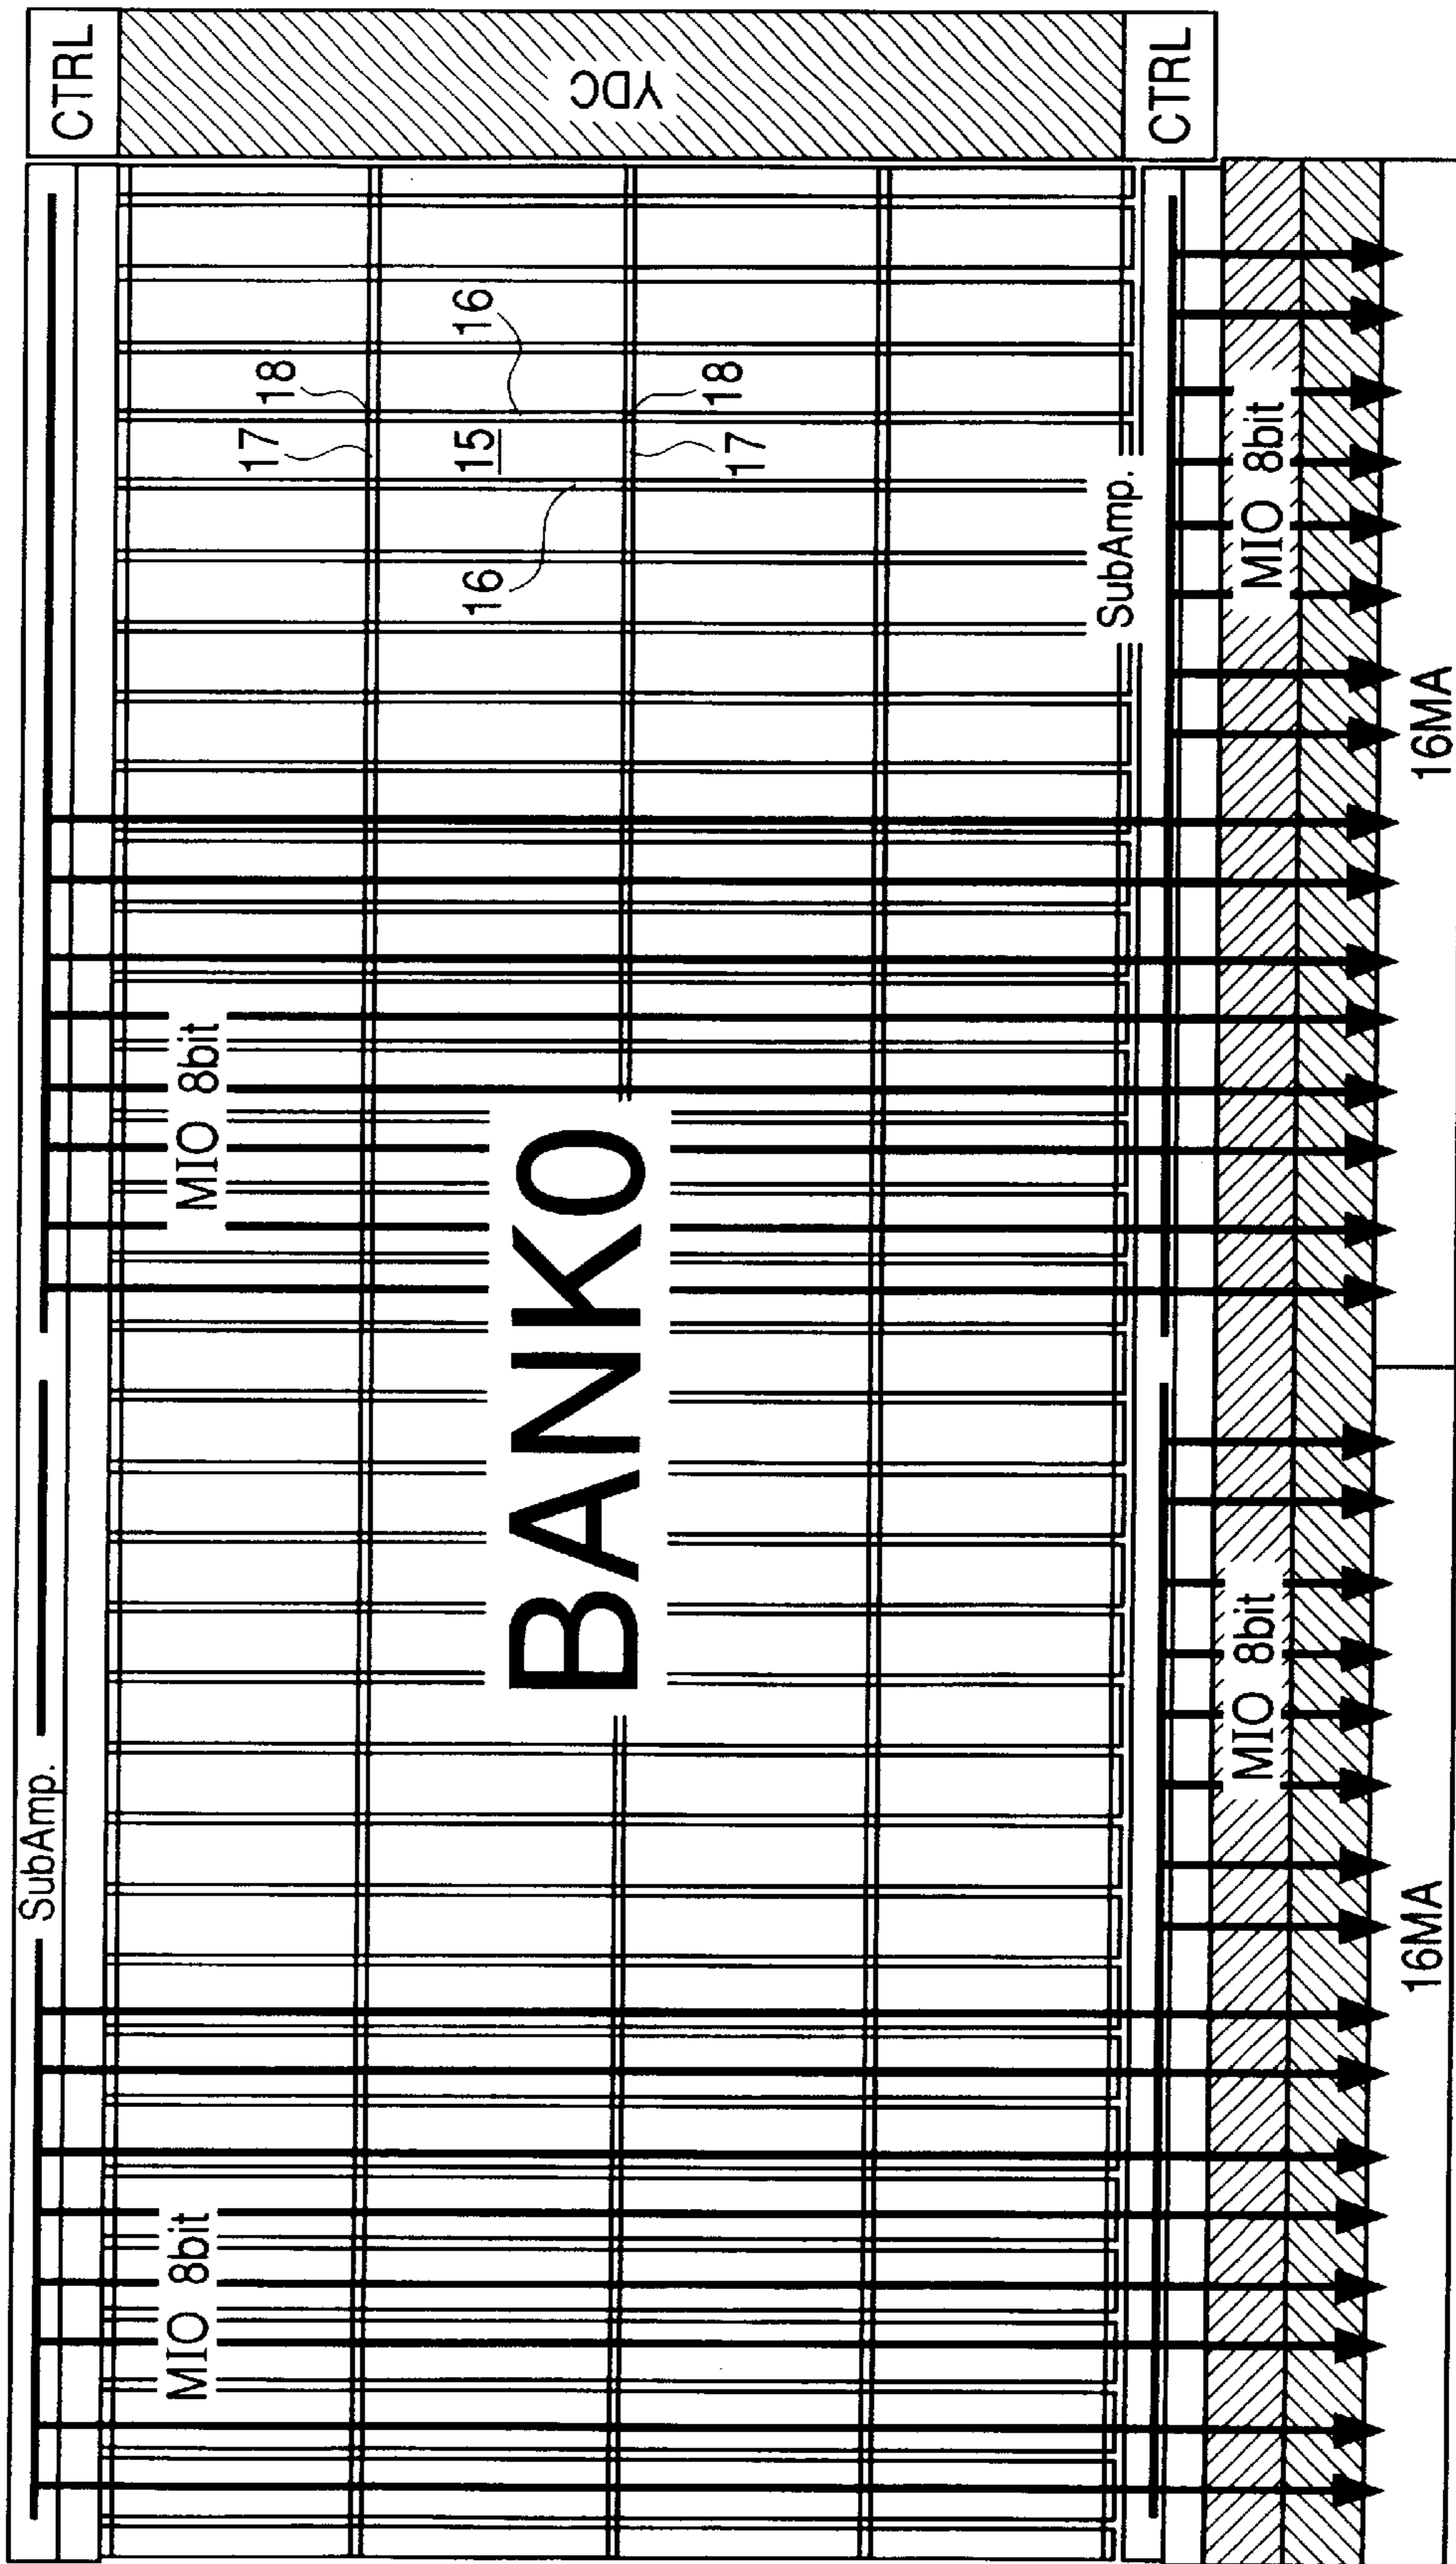 CTRL
YDC
CTRL
SubAmp.
MIO 8bit
MIO 8bit
BANK0
18
17
16
15
16
18
17
SubAmp.
MIO 8bit
MIO 8bit
16MA
16MA